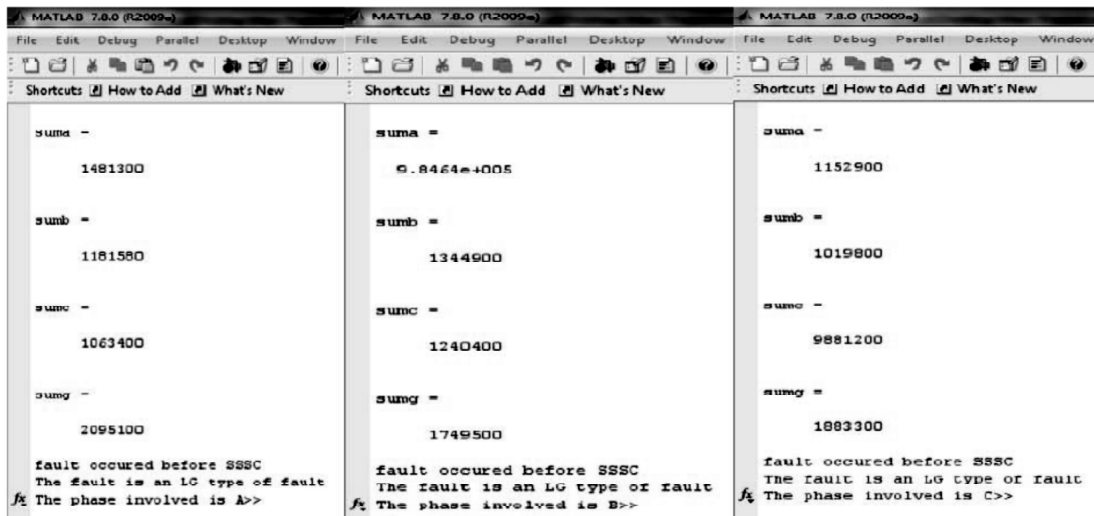 MATLAB 7.8.0 (R2009a)
File Edit Debug Parallel Desktop Window
Shortcuts How to Add What's New
suma =
1481300
sumb =
1181580
sumc =
1063400
sumg =
2095100
fault occured before SSSC
The fault is an LG type of fault
fx The phase involved is A>>
MATLAB 7.8.0 (R2009a)
File Edit Debug Parallel Desktop Window
Shortcuts How to Add What's New
suma =
9.8464e+005
sumb =
1344900
sumc =
1240400
sumg =
1749500
fault occured before SSSC
The fault is an LG type of fault
fx The phase involved is B>>
MATLAB 7.8.0 (R2009a)
File Edit Debug Parallel Desktop Window
Shortcuts How to Add What's New
suma =
1152900
sumb =
1019800
sumc =
9881200
sumg =
1883300
fault occured before SSSC
The fault is an LG type of fault
fx The phase involved is C>>